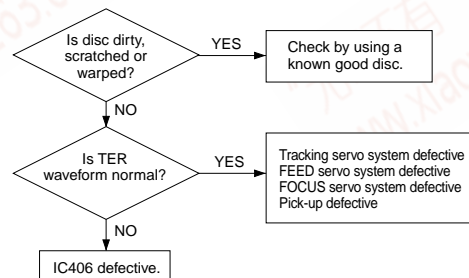 Is disc dirty,
scratched or
warped?
YES
Check by using a
known good disc.
NO
Is TER
waveform normal?
YES
Tracking servo system defective
FEED servo system defective
FOCUS servo system defective
Pick-up defective
NO
IC406 defective.